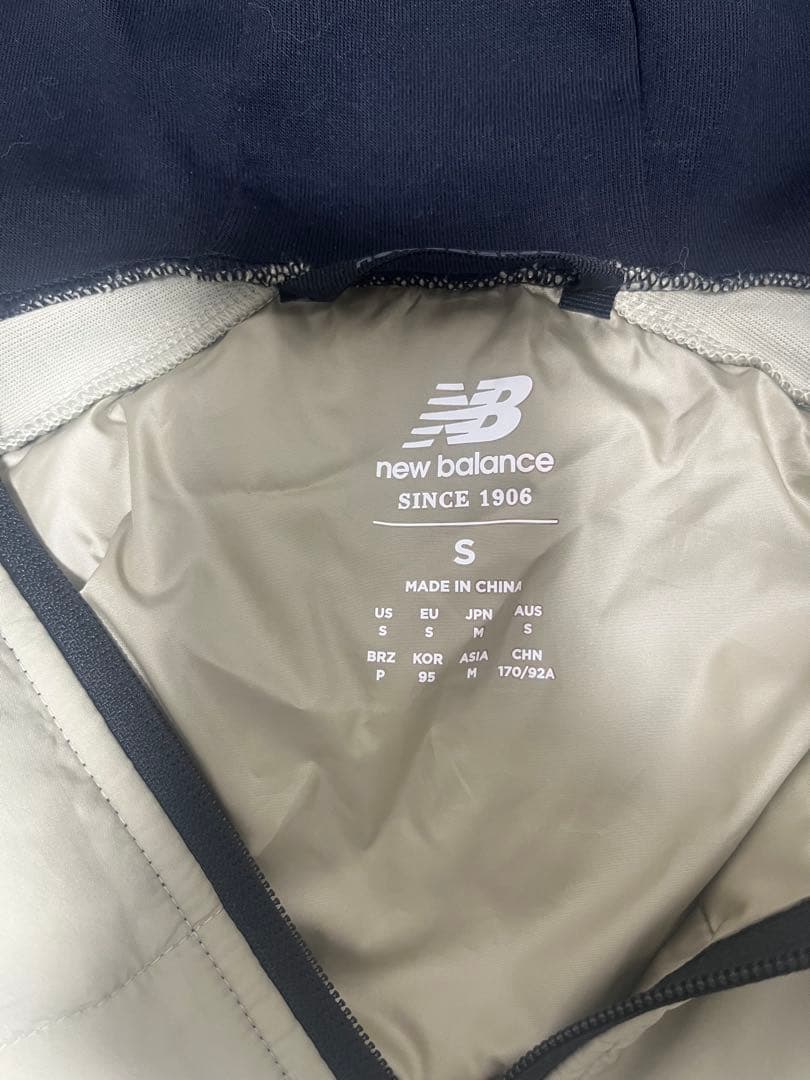 NB
new balance
SINCE 1906
S
MADE IN CHINA
US EU JPN AUS
S S M S
BRZ KOR ASIA CHN
P 95 M 170/92A